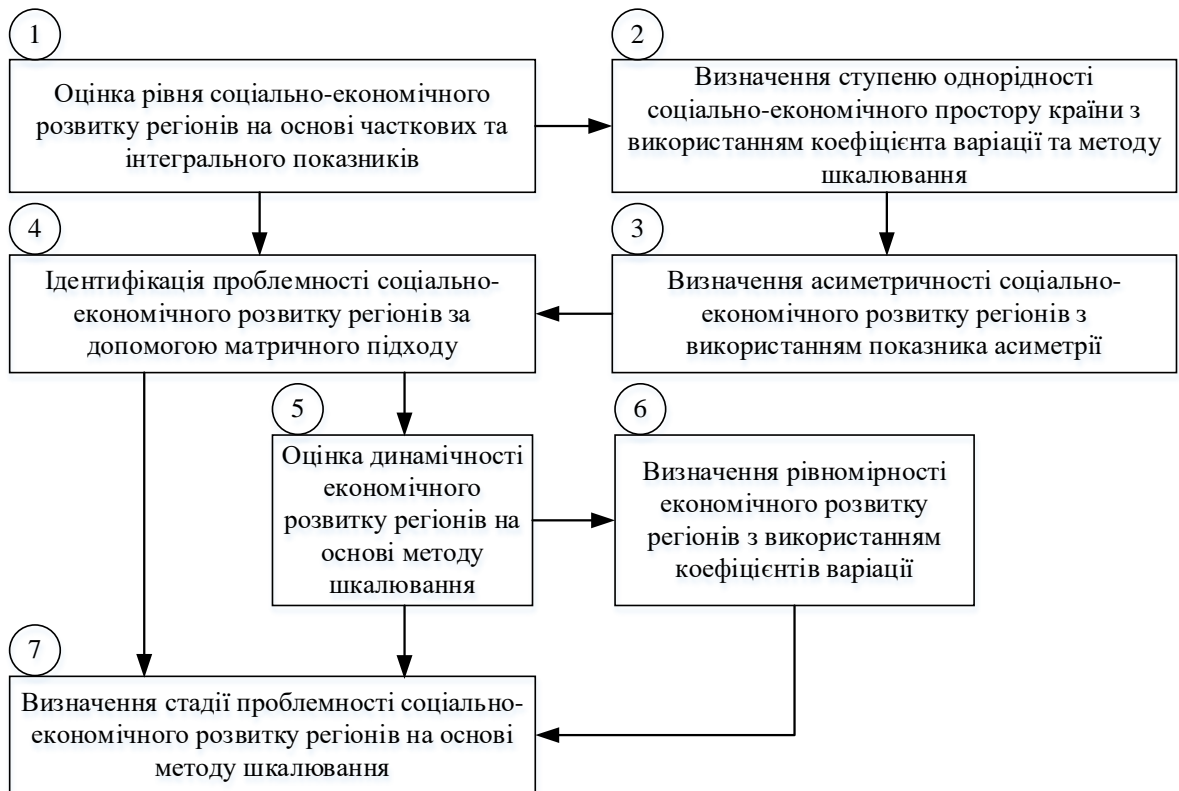 1
Оцінка рівня соціально-економічного
розвитку регіонів на основі часткових та
інтегрального показників
2
Визначення ступеню однорідності
соціально-економічного простору країни з
використанням коефіцієнта варіації та методу
шкалювання
4
Ідентифікація проблемності соціально-
економічного розвитку регіонів за
допомогою матричного підходу
3
Визначення асиметричності соціально-
економічного розвитку регіонів з
використанням показника асиметрії
5
Оцінка динамічності
економічного
розвитку регіонів на
основі методу
шкалювання
6
Визначення рівномірності
економічного розвитку
регіонів з використанням
коефіцієнтів варіації
7
Визначення стадії проблемності соціально-
економічного розвитку регіонів на основі
методу шкалювання